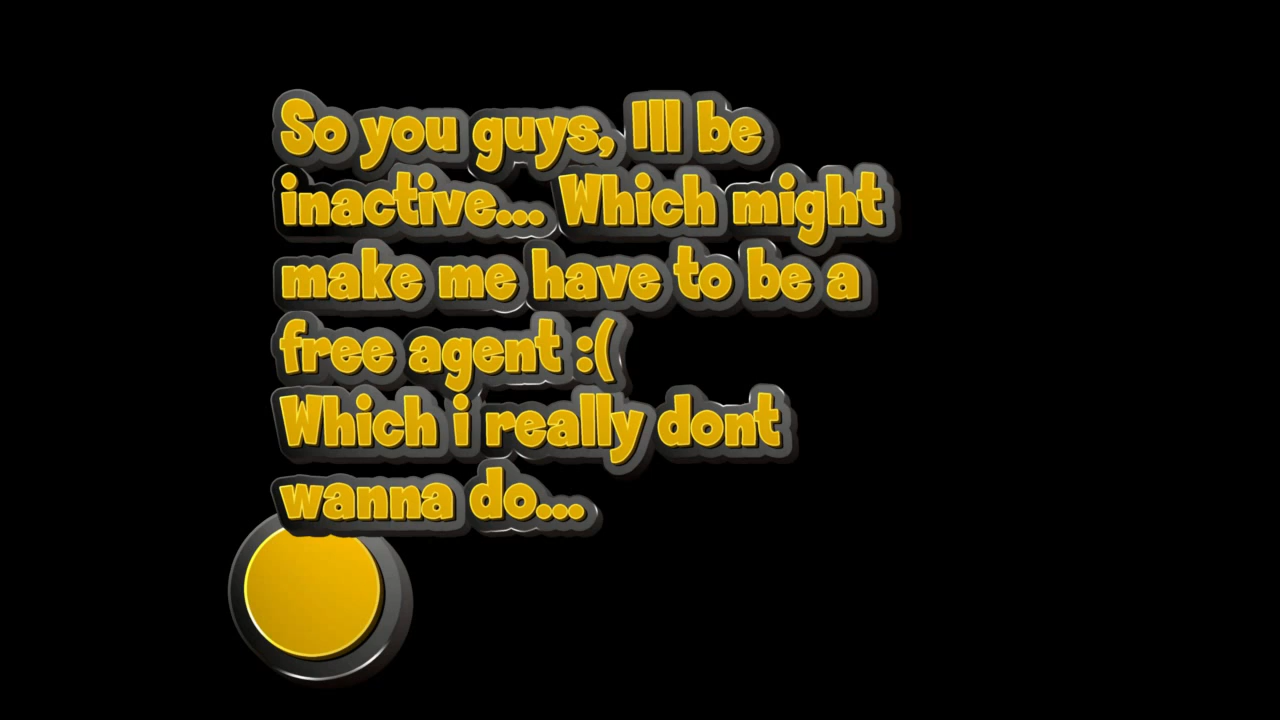 So you guys, Ill be
inactive... Which might
make me have to be a
free agent :(
Which i really dont
wanna do...